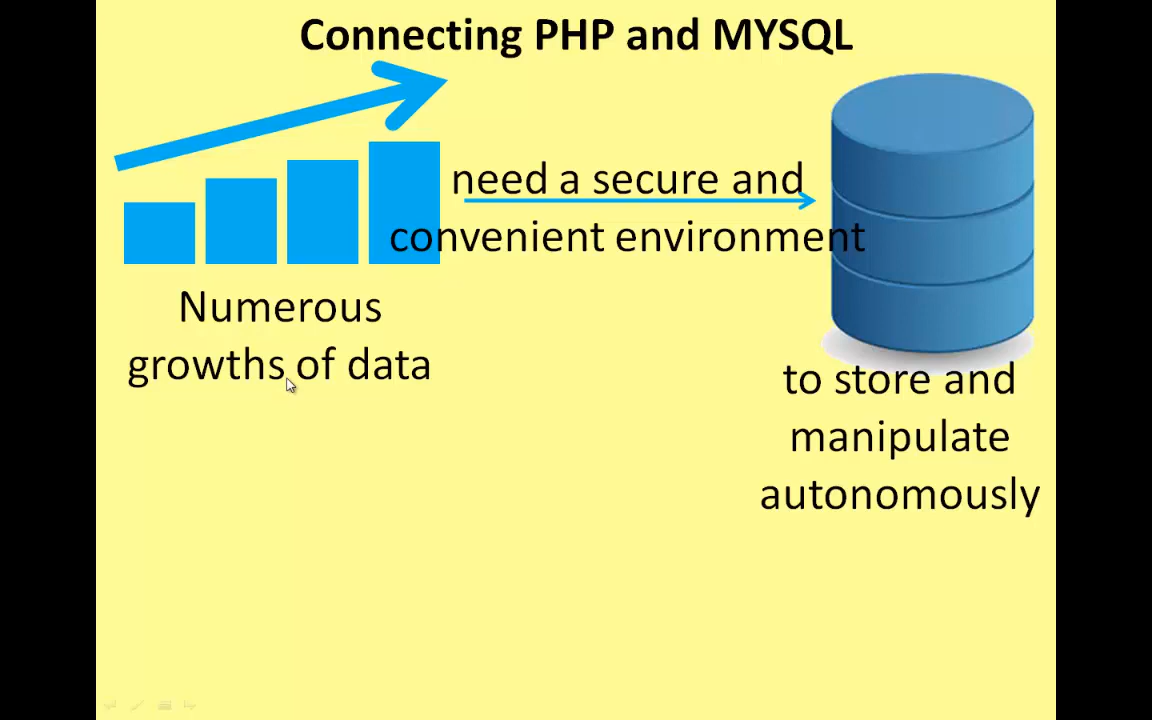 Connecting PHP and MYSQL
need a secure and
convenient environment
Numerous
growths of data
to store and
manipulate
autonomously